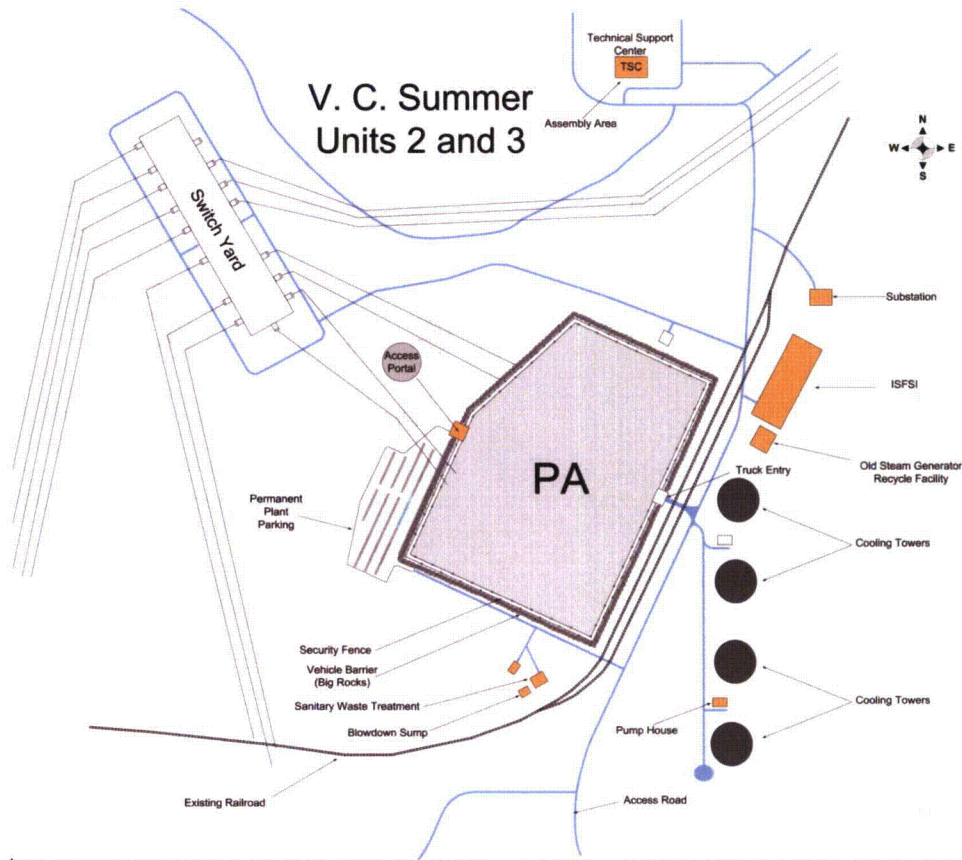 Technical Support
Center
TSC
Assembly Area
V. C. Summer
Units 2 and 3
N
W
E
S
Switch Yard
Substation
Access
Portal
ISFSI
PA
Old Steam Generator
Recycle Facility
Truck Entry
Permanent
Plant
Parking
Cooling Towers
Security Fence
Vehicle Barrier
(Big Rocks)
Sanitary Waste Treatment
Blowdown Sump
Cooling Towers
Pump House
Existing Railroad
Access Road